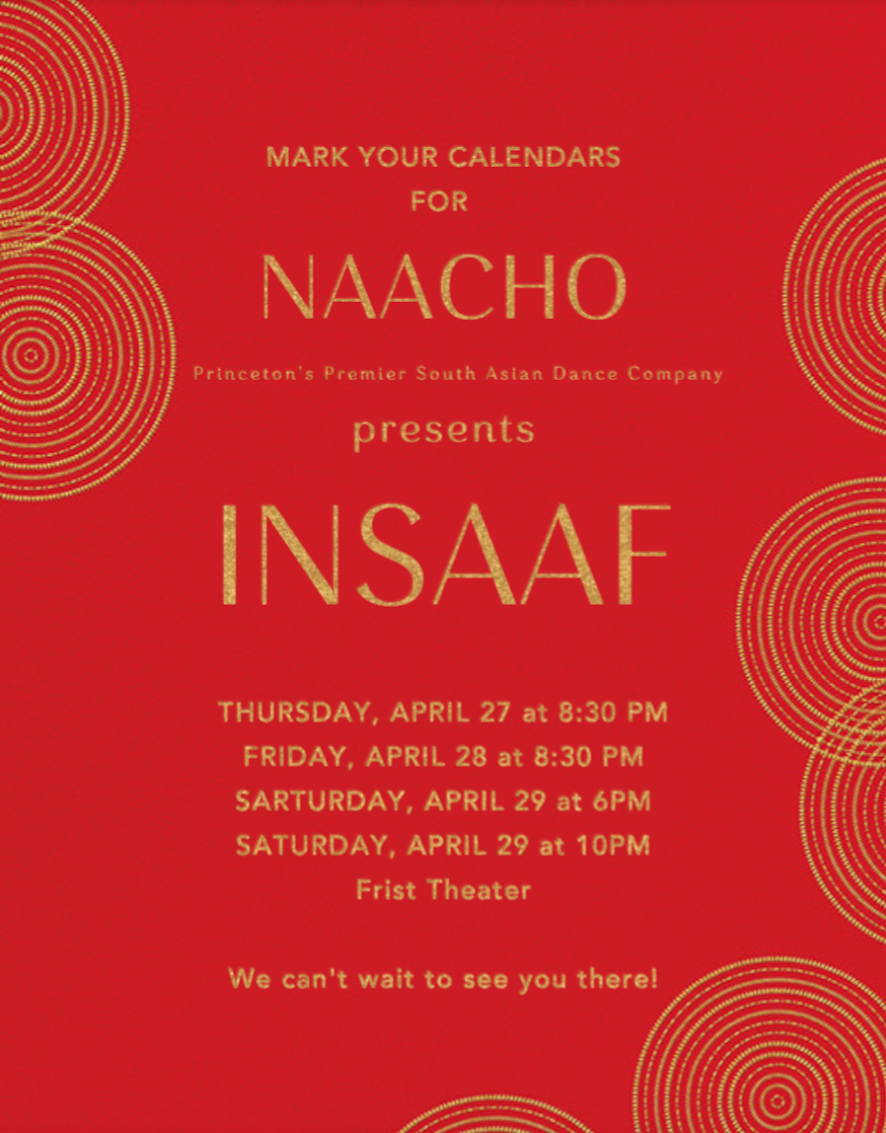 MARK YOUR CALENDARS
FOR
NAACHO
Princeton's Premier South Asian Dance Company
presents
INSAAF
THURSDAY, APRIL 27 at 8:30 PM
FRIDAY, APRIL 28 at 8:30 PM
SARTURDAY, APRIL 29 at 6PM
SATURDAY, APRIL 29 at 10PM
Frist Theater
We can't wait to see you there!